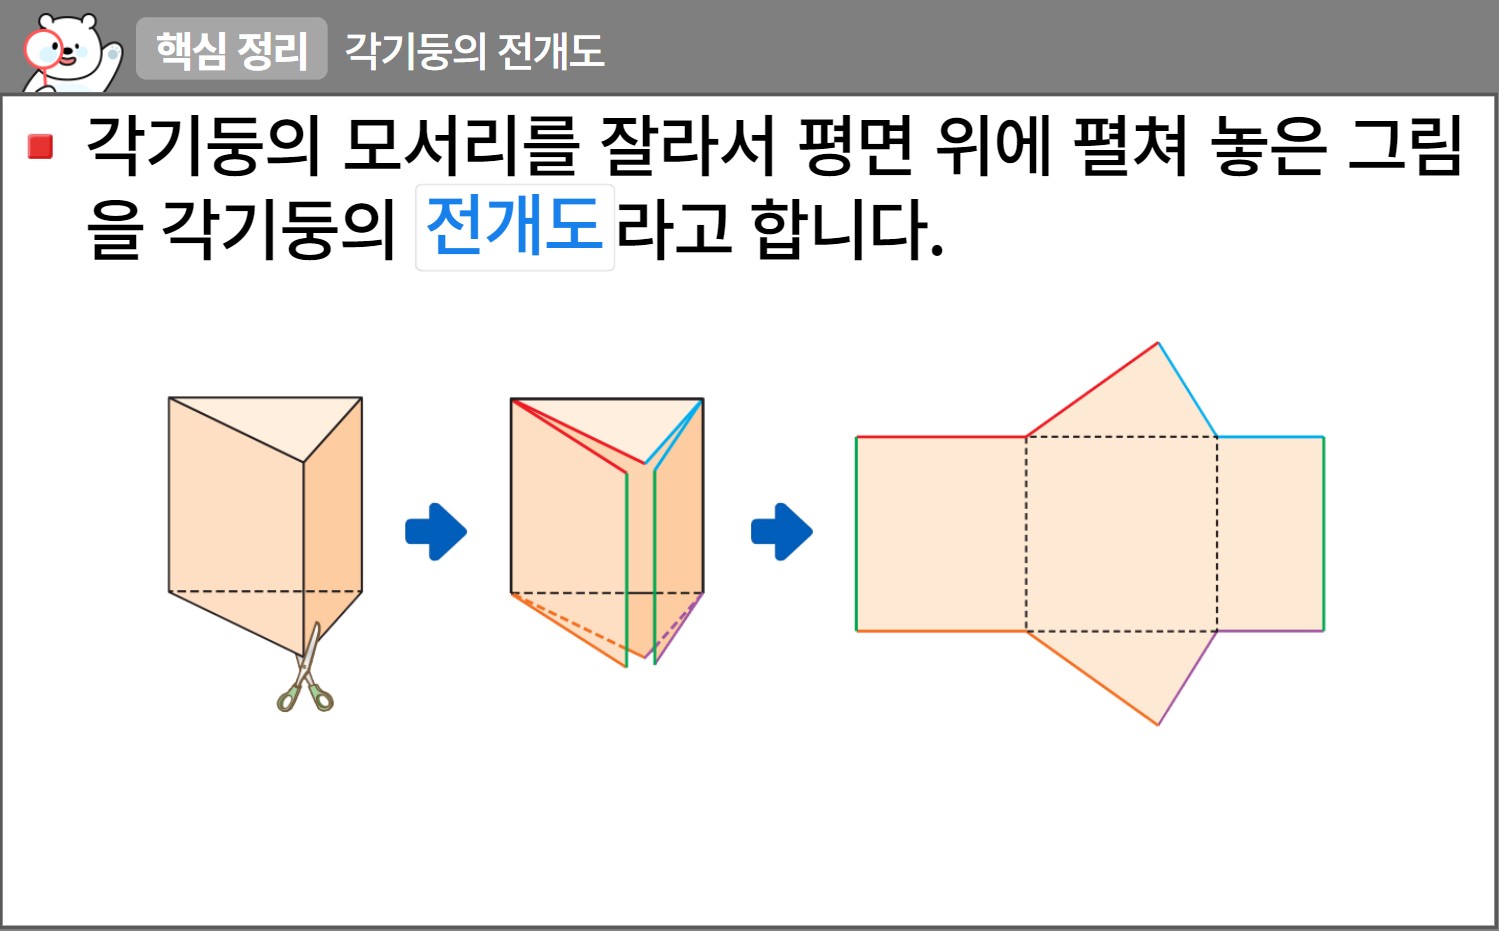 핵심 정리 각기둥의 전개도
각기둥의 모서리를 잘라서 평면 위에 펼쳐 놓은 그림
을 각기둥의 전개도라고 합니다.